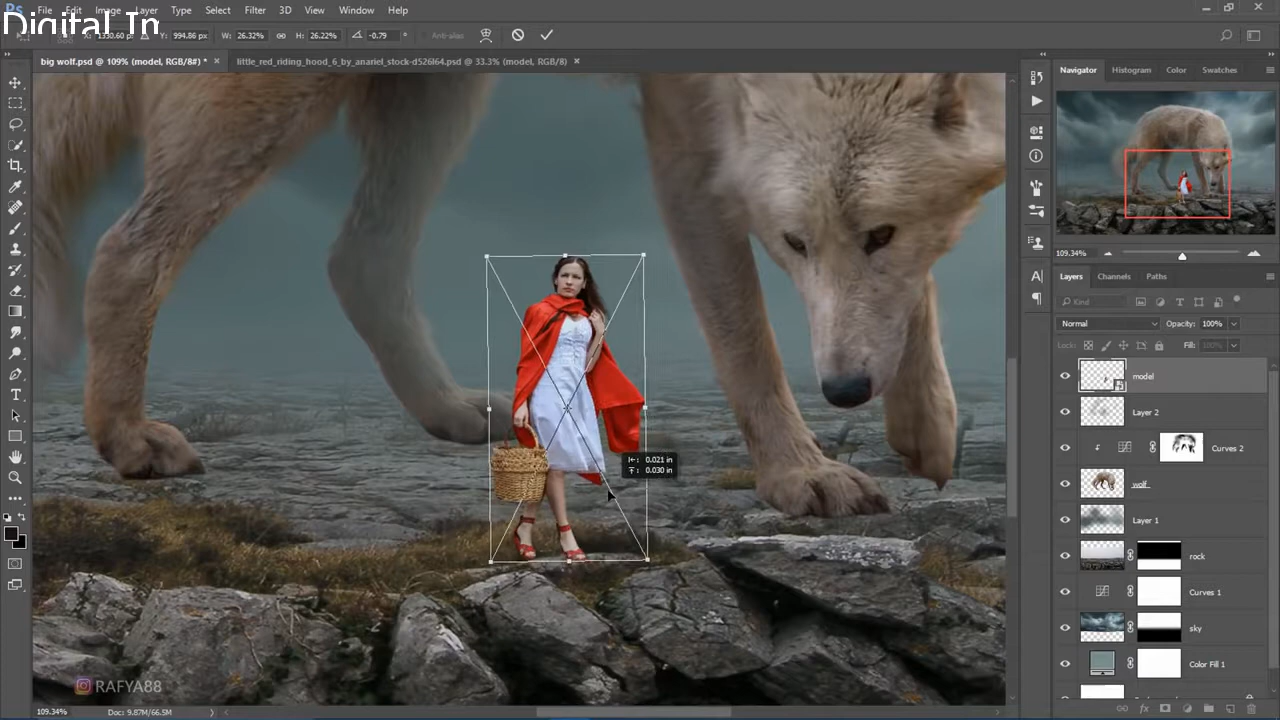 Digital In
Ps File Edit Image Layer Type Select Filter 3D View Window Help
X: 1330.60 px Y: 994.86 px W: 26.32% H: 26.22% -0.79 ° Anti-alias
big wolf.psd @ 109% (model, RGB/8#) * × little_red_riding_hood_6_by_anariel_stock-d526l64.psd @ 33.3% (model, RGB/8) ×
Navigator Histogram Color Swatches
109.34%
Layers Channels Paths
Kind
Normal Opacity: 100%
Lock: Fill: 100%
model
Layer 2
Curves 2
wolf
Layer 1
rock
Curves 1
sky
Color Fill 1
0.021 in
0.030 in
RAFYA88
109.34% Doc: 9.87M/66.5M